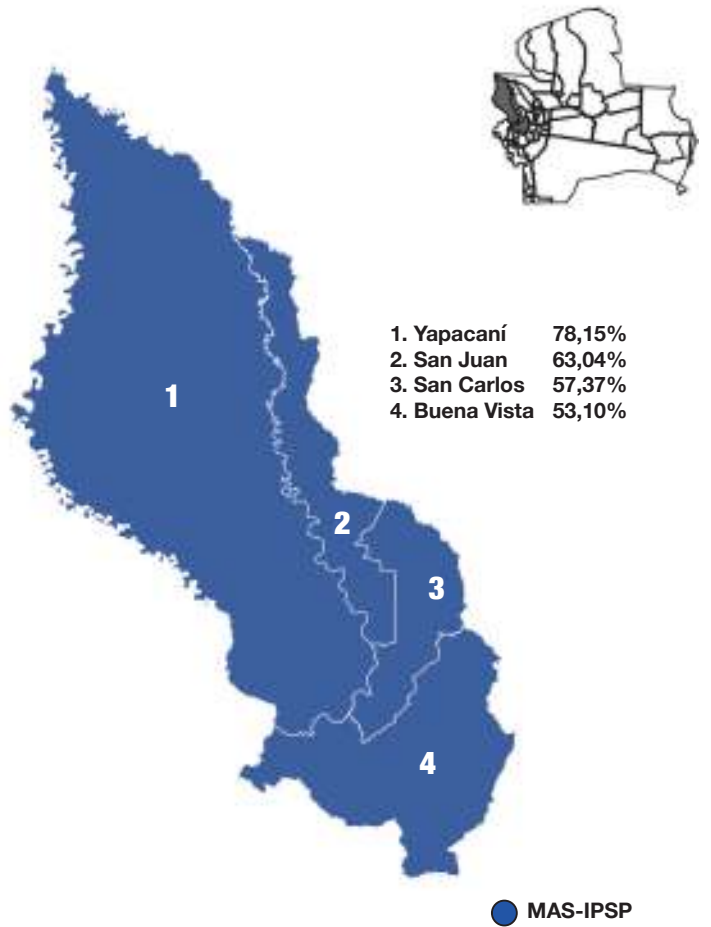 1. Yapacaní 78,15%
2. San Juan 63,04%
3. San Carlos 57,37%
4. Buena Vista 53,10%
1
2
3
4
MAS-IPSP